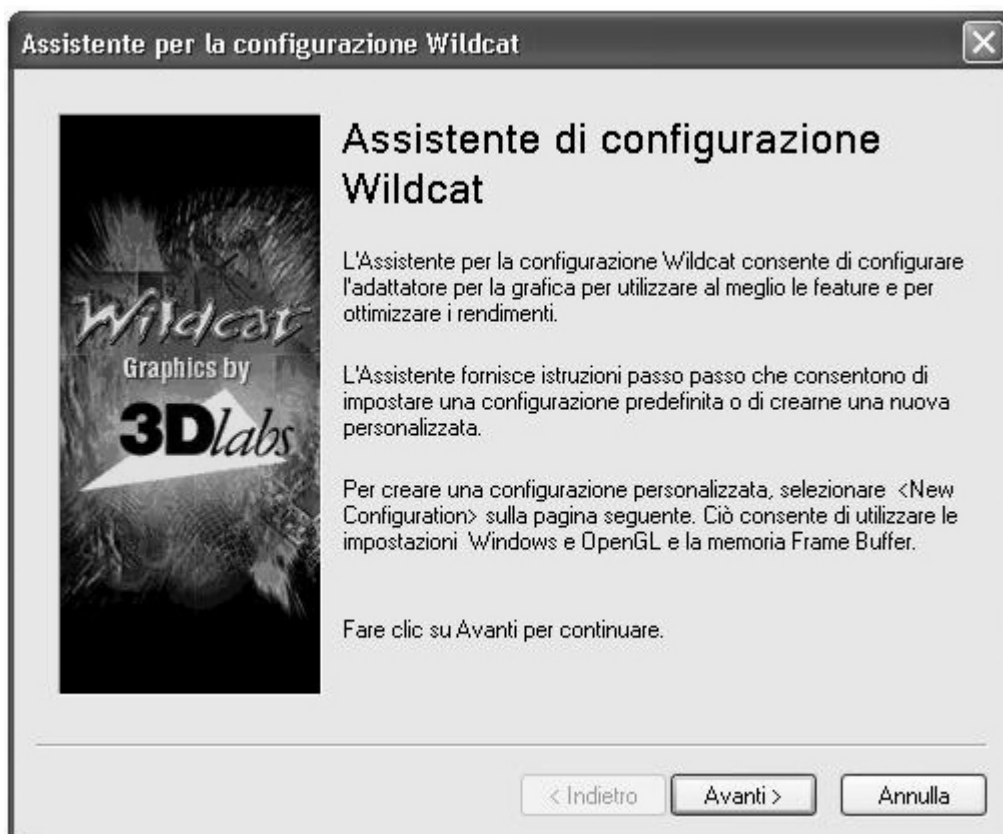 Assistente per la configurazione Wildcat
Assistente di configurazione
Wildcat
Wildcat
Graphics by
3Dlabs
L'Assistente per la configurazione Wildcat consente di configurare
l'adattatore per la grafica per utilizzare al meglio le feature e per
ottimizzare i rendimenti.
L'Assistente fornisce istruzioni passo passo che consentono di
impostare una configurazione predefinita o di crearne una nuova
personalizzata.
Per creare una configurazione personalizzata, selezionare <New
Configuration> sulla pagina seguente. Ciò consente di utilizzare le
impostazioni Windows e OpenGL e la memoria Frame Buffer.
Fare clic su Avanti per continuare.
< Indietro
Avanti >
Annulla